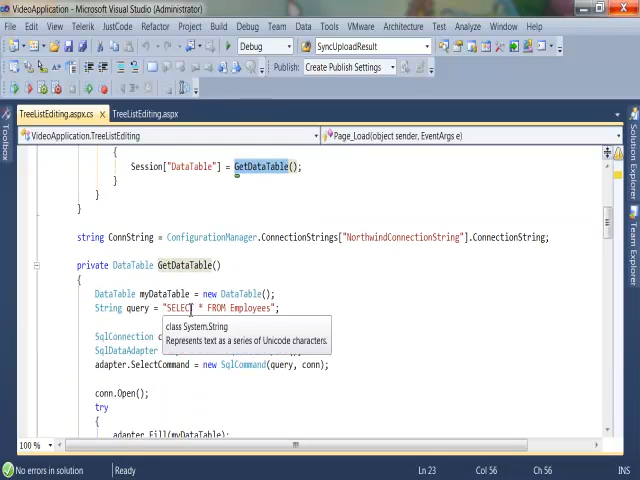 VideoApplication - Microsoft Visual Studio (Administrator)
File Edit View Telerik JustCode Refactor Project Build Debug Team Data Tools VMware Architecture Test Analyze Window Help
Debug SyncUploadResult
Publish: Create Publish Settings
TreeListEditing.aspx.cs TreeListEditing.aspx
VideoApplication.TreeListEditing Page_Load(object sender, EventArgs e)
Toolbox
{
Session["DataTable"] = GetDataTable();
}
}
}
string ConnString = ConfigurationManager.ConnectionStrings["NorthwindConnectionString"].ConnectionString;
private DataTable GetDataTable()
{
DataTable myDataTable = new DataTable();
String query = "SELECT * FROM Employees";
class System.String
Represents text as a series of Unicode characters.
SqlConnection c
SqlDataAdapter
adapter.SelectCommand = new SqlCommand(query, conn);
conn.Open();
try
{
adapter.Fill(myDataTable);
100 %
Solution Explorer
Team Explorer
No errors in solution Ready Ln 23 Col 56 Ch 56 INS